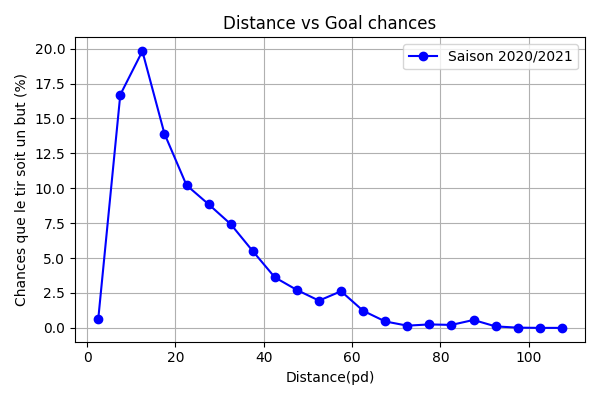 Distance vs Goal chances
Saison 2020/2021
Chances que le tir soit un but (%)
20.0
17.5
15.0
12.5
10.0
7.5
5.0
2.5
0.0
0 20 40 60 80 100
Distance(pd)